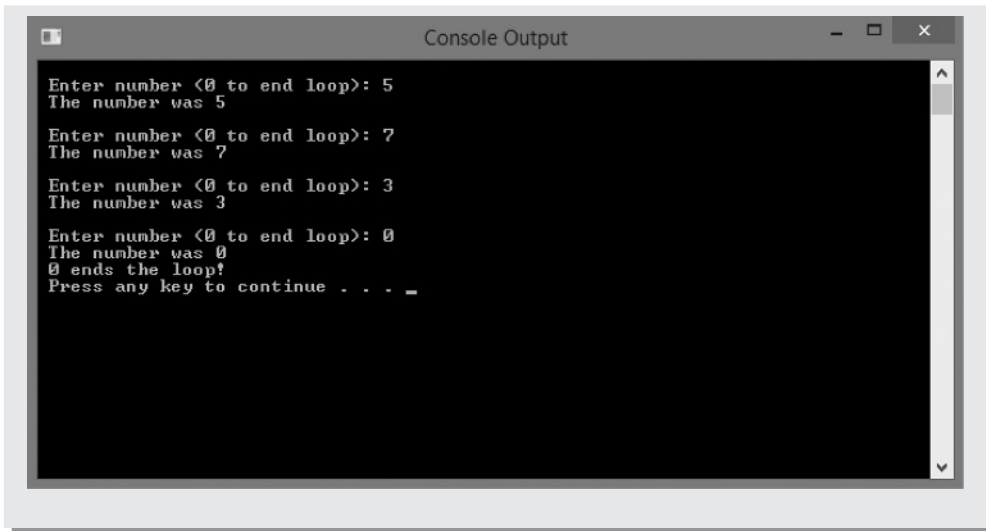 Console Output
Enter number (0 to end loop): 5
The number was 5
Enter number (0 to end loop): 7
The number was 7
Enter number (0 to end loop): 3
The number was 3
Enter number (0 to end loop): 0
The number was 0
0 ends the loop!
Press any key to continue . . . _